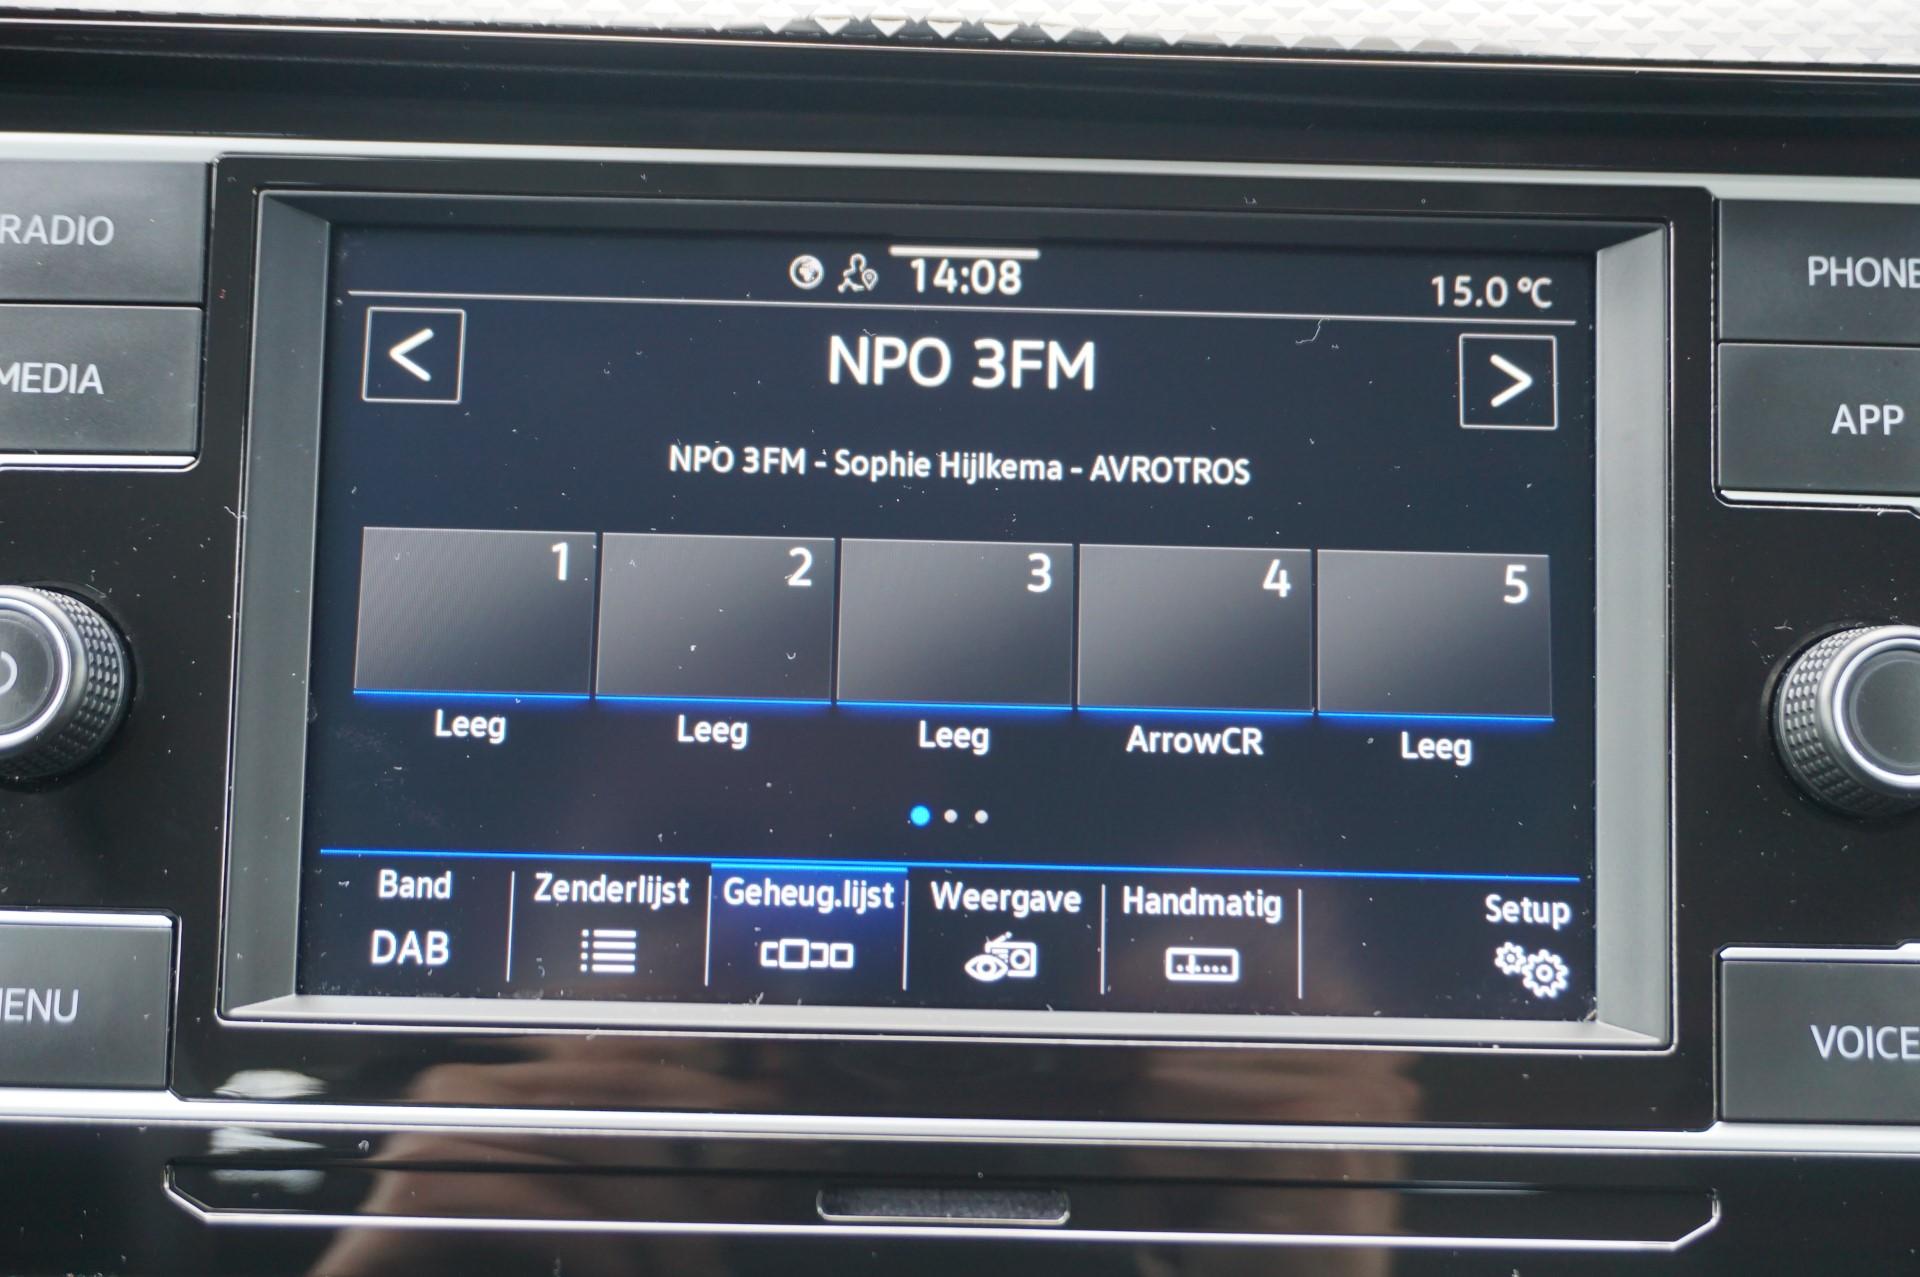 RADIO
MEDIA
MENU
14:08
15.0 °C
<
NPO 3FM
>
NPO 3FM - Sophie Hijlkema - AVROTROS
1
2
3
4
5
Leeg
Leeg
Leeg
ArrowCR
Leeg
Band
DAB
Zenderlijst
Geheug.lijst
Weergave
Handmatig
Setup
PHONE
APP
VOICE